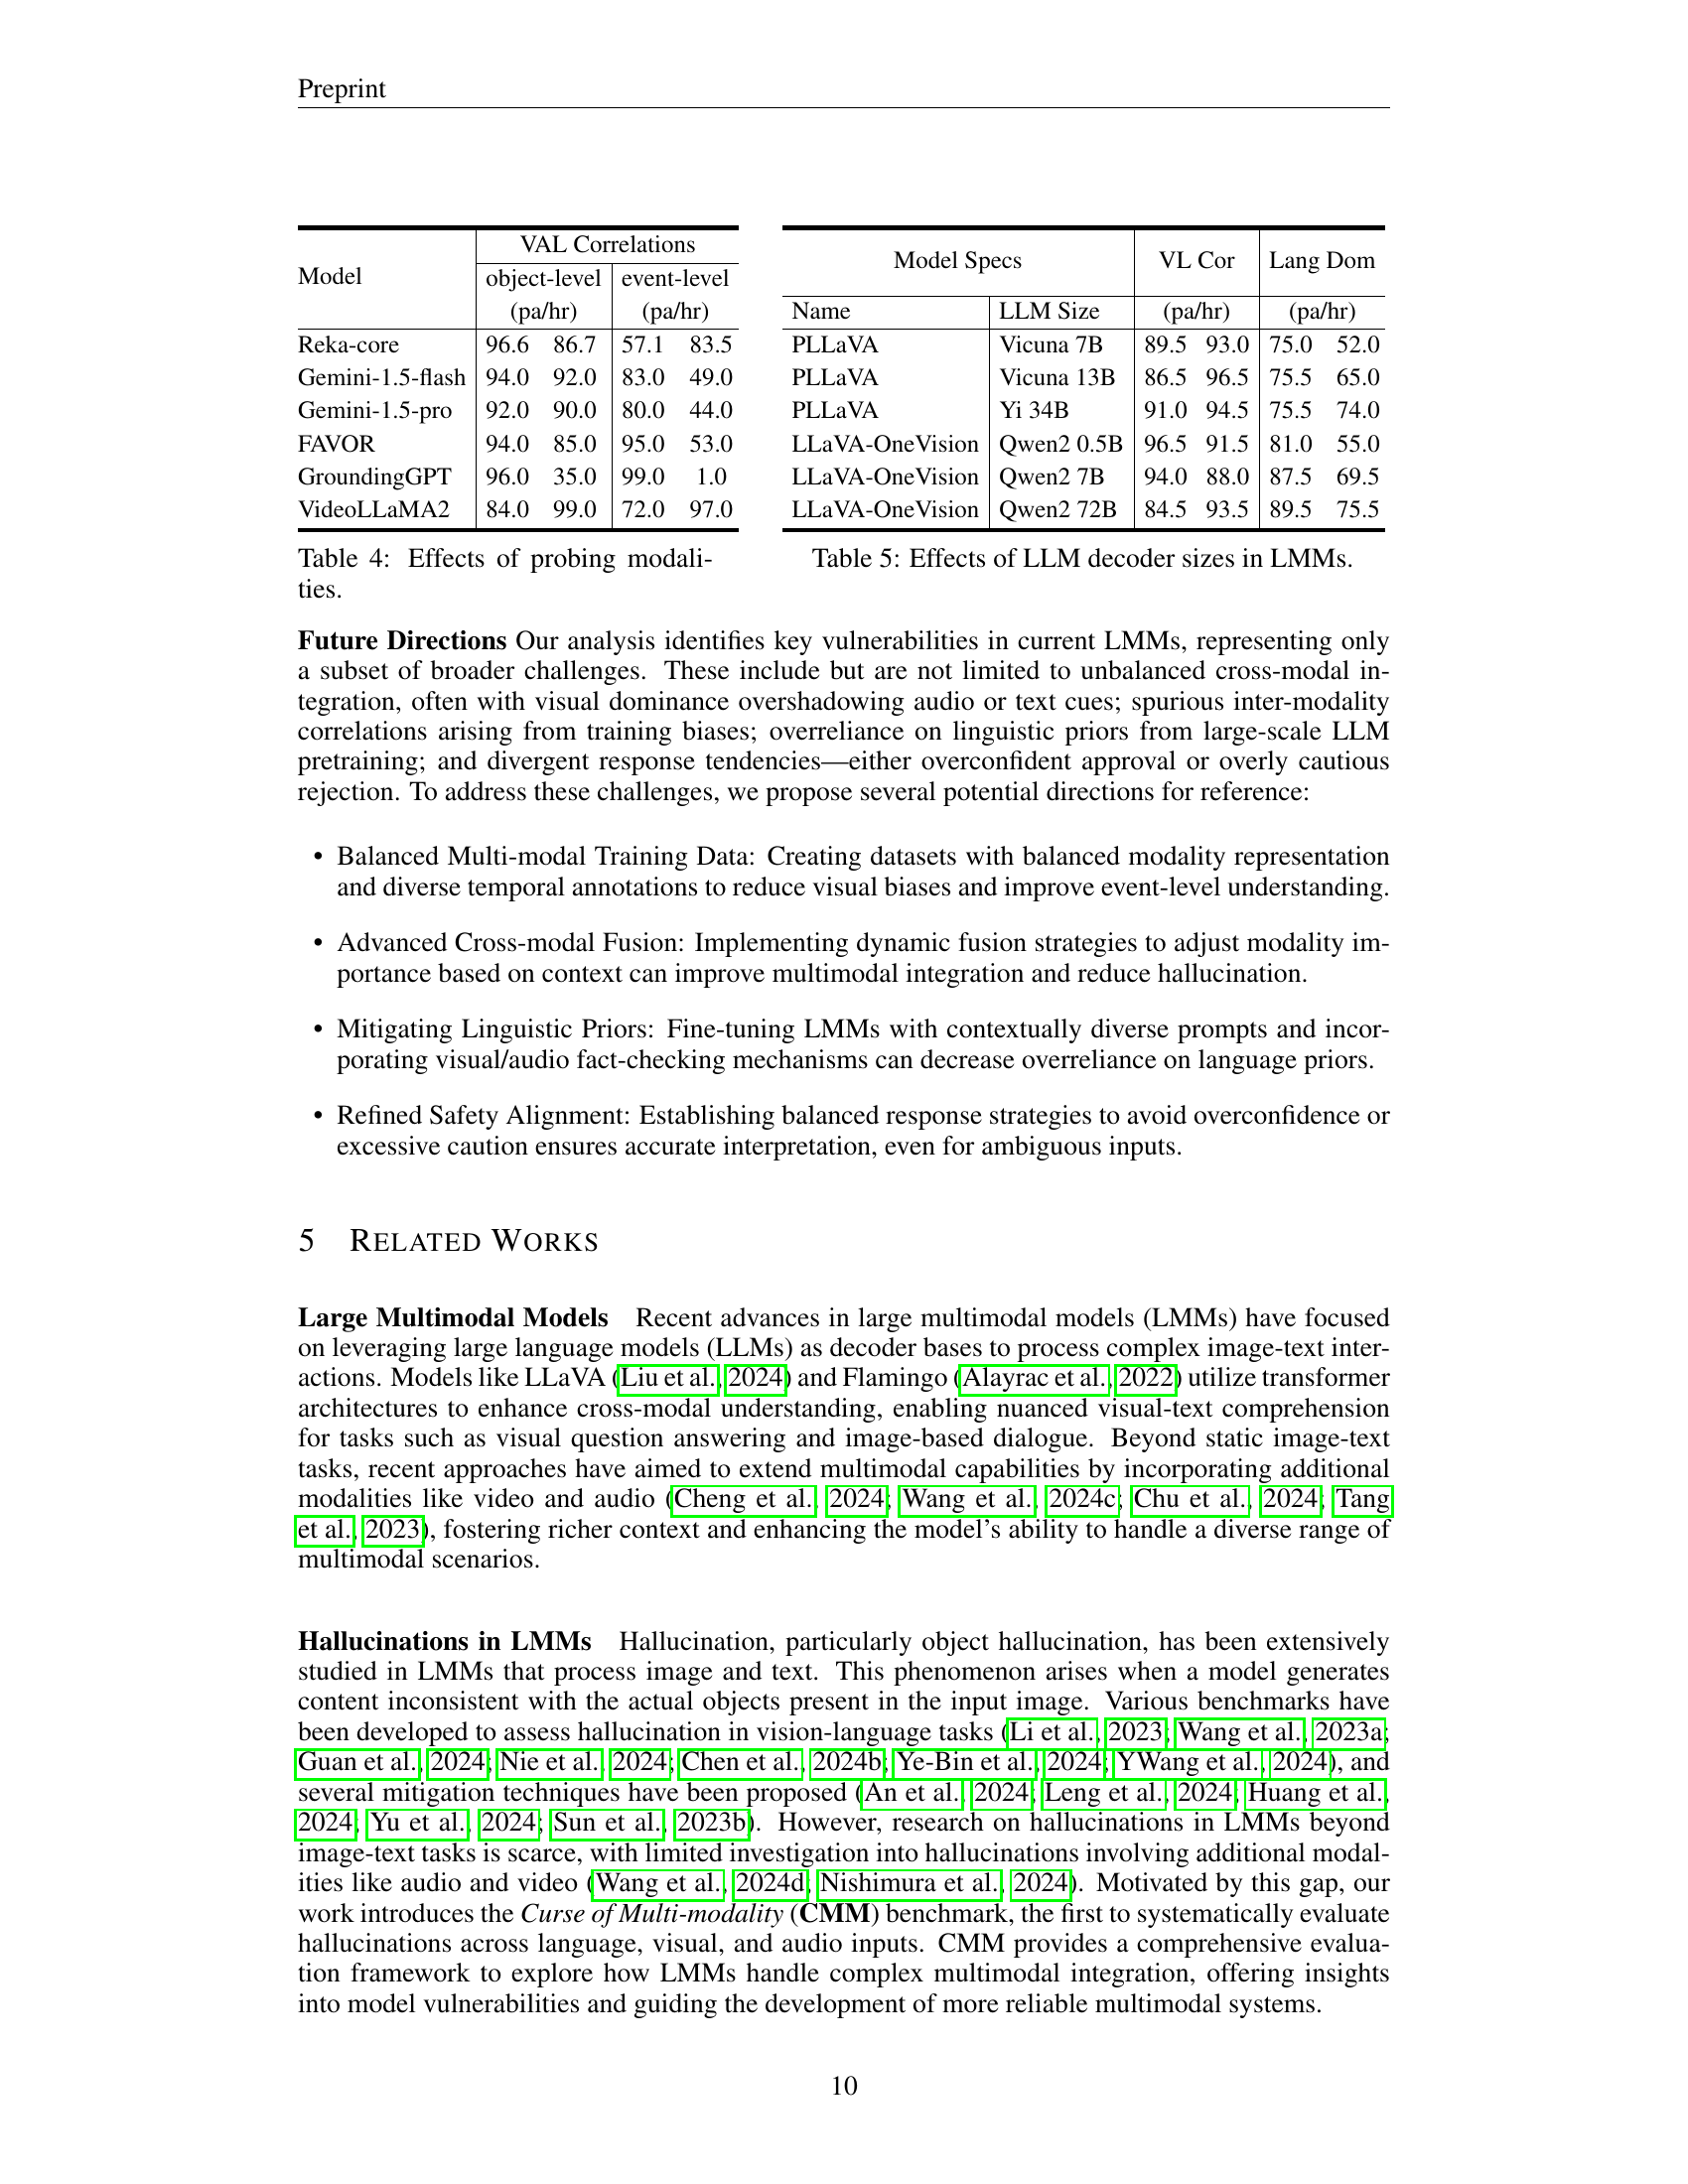 Preprint
VAL Correlations
Model
object-level event-level
(pa/hr) (pa/hr)
Reka-core 96.6 86.7 57.1 83.5
Gemini-1.5-flash 94.0 92.0 83.0 49.0
Gemini-1.5-pro 92.0 90.0 80.0 44.0
FAVOR 94.0 85.0 95.0 53.0
GroundingGPT 96.0 35.0 99.0 1.0
VideoLLaMA2 84.0 99.0 72.0 97.0
Table 4: Effects of probing modali-
ties.
Model Specs VL Cor Lang Dom
Name LLM Size (pa/hr) (pa/hr)
PLLaVA Vicuna 7B 89.5 93.0 75.0 52.0
PLLaVA Vicuna 13B 86.5 96.5 75.5 65.0
PLLaVA Yi 34B 91.0 94.5 75.5 74.0
LLaVA-OneVision Qwen2 0.5B 96.5 91.5 81.0 55.0
LLaVA-OneVision Qwen2 7B 94.0 88.0 87.5 69.5
LLaVA-OneVision Qwen2 72B 84.5 93.5 89.5 75.5
Table 5: Effects of LLM decoder sizes in LMMs.
Future Directions Our analysis identifies key vulnerabilities in current LMMs, representing only
a subset of broader challenges. These include but are not limited to unbalanced cross-modal in-
tegration, often with visual dominance overshadowing audio or text cues; spurious inter-modality
correlations arising from training biases; overreliance on linguistic priors from large-scale LLM
pretraining; and divergent response tendencies—either overconfident approval or overly cautious
rejection. To address these challenges, we propose several potential directions for reference:
• Balanced Multi-modal Training Data: Creating datasets with balanced modality representation
and diverse temporal annotations to reduce visual biases and improve event-level understanding.
• Advanced Cross-modal Fusion: Implementing dynamic fusion strategies to adjust modality im-
portance based on context can improve multimodal integration and reduce hallucination.
• Mitigating Linguistic Priors: Fine-tuning LMMs with contextually diverse prompts and incor-
porating visual/audio fact-checking mechanisms can decrease overreliance on language priors.
• Refined Safety Alignment: Establishing balanced response strategies to avoid overconfidence or
excessive caution ensures accurate interpretation, even for ambiguous inputs.
5 RELATED WORKS
Large Multimodal Models Recent advances in large multimodal models (LMMs) have focused
on leveraging large language models (LLMs) as decoder bases to process complex image-text inter-
actions. Models like LLaVA (Liu et al., 2024) and Flamingo (Alayrac et al., 2022) utilize transformer
architectures to enhance cross-modal understanding, enabling nuanced visual-text comprehension
for tasks such as visual question answering and image-based dialogue. Beyond static image-text
tasks, recent approaches have aimed to extend multimodal capabilities by incorporating additional
modalities like video and audio (Cheng et al., 2024; Wang et al., 2024c; Chu et al., 2024; Tang
et al., 2023), fostering richer context and enhancing the model's ability to handle a diverse range of
multimodal scenarios.
Hallucinations in LMMs Hallucination, particularly object hallucination, has been extensively
studied in LMMs that process image and text. This phenomenon arises when a model generates
content inconsistent with the actual objects present in the input image. Various benchmarks have
been developed to assess hallucination in vision-language tasks (Li et al., 2023; Wang et al., 2023a;
Guan et al., 2024; Nie et al., 2024; Chen et al., 2024b; Ye-Bin et al., 2024; YWang et al., 2024), and
several mitigation techniques have been proposed (An et al., 2024; Leng et al., 2024; Huang et al.,
2024; Yu et al., 2024; Sun et al., 2023b). However, research on hallucinations in LMMs beyond
image-text tasks is scarce, with limited investigation into hallucinations involving additional modal-
ities like audio and video (Wang et al., 2024d; Nishimura et al., 2024). Motivated by this gap, our
work introduces the Curse of Multi-modality (CMM) benchmark, the first to systematically evaluate
hallucinations across language, visual, and audio inputs. CMM provides a comprehensive evalua-
tion framework to explore how LMMs handle complex multimodal integration, offering insights
into model vulnerabilities and guiding the development of more reliable multimodal systems.
10